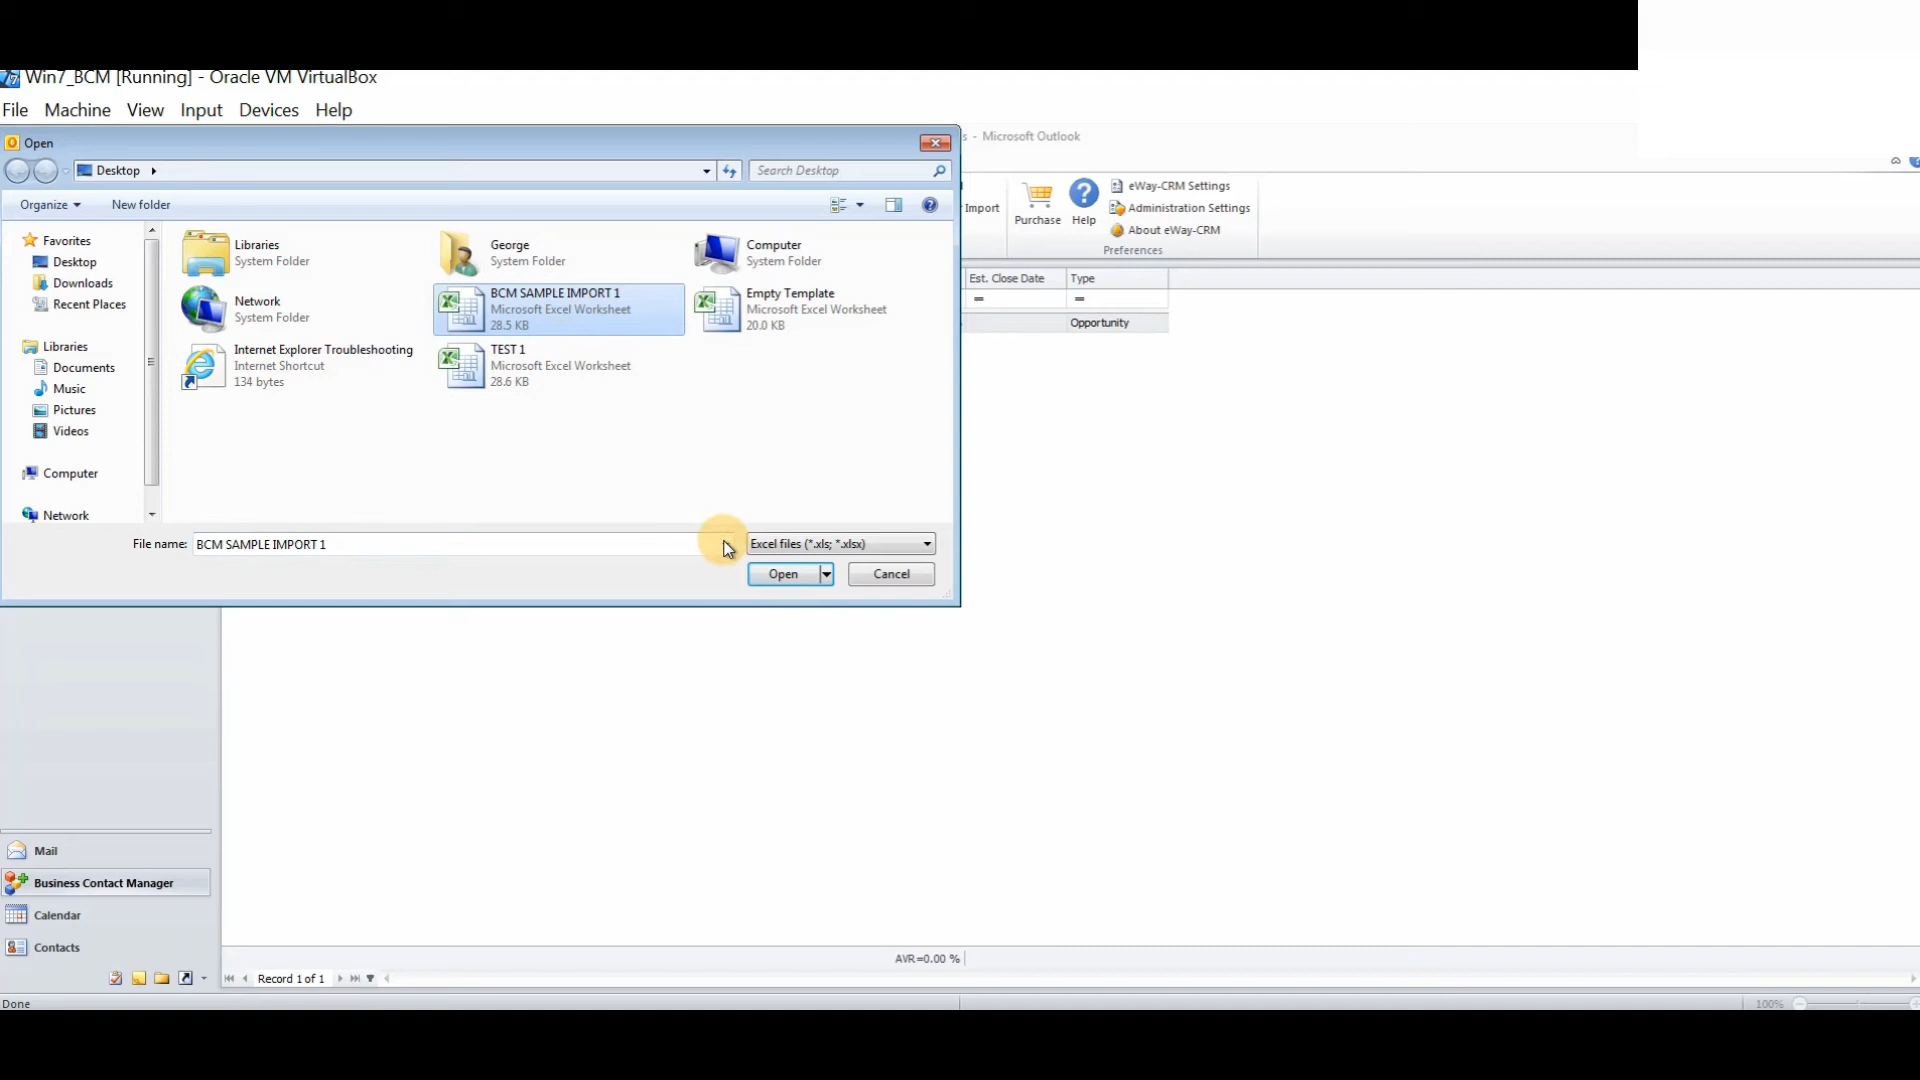 Win7_BCM [Running] - Oracle VM VirtualBox
File Machine View Input Devices Help
Open
s - Microsoft Outlook
Desktop
Search Desktop
Organize
New folder
Import
Purchase
Help
eWay-CRM Settings
Administration Settings
About eWay-CRM
Preferences
Favorites
Desktop
Downloads
Recent Places
Libraries
Documents
Music
Pictures
Videos
Computer
Network
Libraries
System Folder
George
System Folder
Computer
System Folder
Network
System Folder
BCM SAMPLE IMPORT 1
Microsoft Excel Worksheet
28.5 KB
Empty Template
Microsoft Excel Worksheet
20.0 KB
Internet Explorer Troubleshooting
Internet Shortcut
134 bytes
TEST 1
Microsoft Excel Worksheet
28.6 KB
Est. Close Date
Type
=
=
Opportunity
File name: BCM SAMPLE IMPORT 1
Excel files (*.xls; *.xlsx)
Open
Cancel
Mail
Business Contact Manager
Calendar
Contacts
AVR=0.00 %
Record 1 of 1
Done
100%